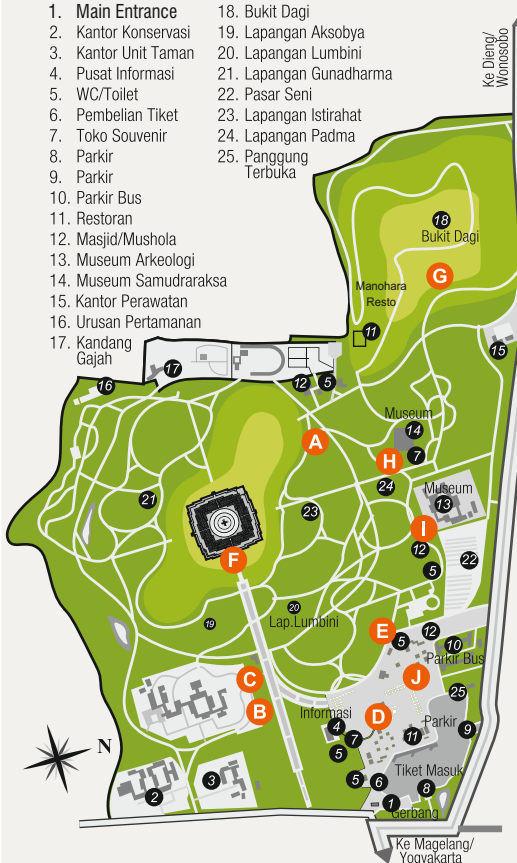 1. Main Entrance
2. Kantor Konservasi
3. Kantor Unit Taman
4. Pusat Informasi
5. WC/Toilet
6. Pembelian Tiket
7. Toko Souvenir
8. Parkir
9. Parkir
10. Parkir Bus
11. Restoran
12. Masjid/Mushola
13. Museum Arkeologi
14. Museum Samudraraksa
15. Kantor Perawatan
16. Urusan Pertamanan
17. Kandang
Gajah
18. Bukit Dagi
19. Lapangan Aksobya
20. Lapangan Lumbini
21. Lapangan Gunadharma
22. Pasar Seni
23. Lapangan Istirahat
24. Lapangan Padma
25. Panggung
Terbuka
Ke Dieng/
Wonosobo
18
Bukit Dagi
G
Manohara
Resto
11
15
17
12
5
16
Museum
14
A
H
7
24
Museum
13
21
23
I
12
22
F
5
20
19
Lap.Lumbini
E
5
12
10
Parkir Bus
C
J
25
B
Informasi
D
4
Parkir
9
7
11
5
N
Tiket Masuk
5
6
3
8
2
1
Gerbang
Ke Magelang/
Yogyakarta